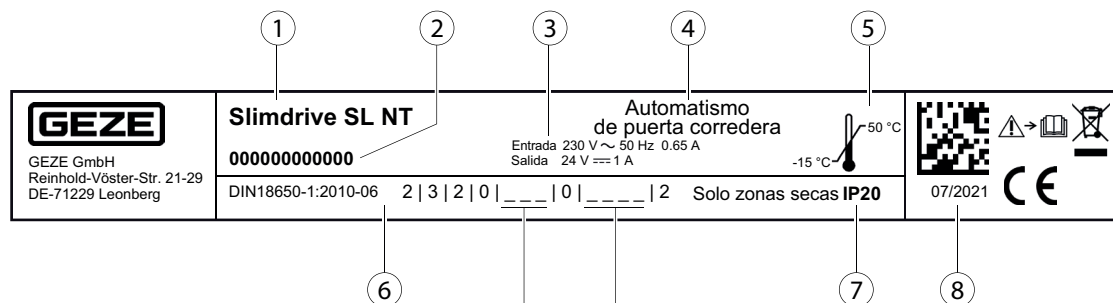 1 2 3 4 5
GEZE
GEZE GmbH
Reinhold-Vöster-Str. 21-29
DE-71229 Leonberg
Slimdrive SL NT
000000000000
Automatismo
de puerta corredera
Entrada 230 V ~ 50 Hz 0.65 A
Salida 24 V ⎓ 1 A
50 °C
-15 °C
DIN18650-1:2010-06 2|3|2|0|_ _ _|0|_ _ _ _|2 Solo zonas secas IP20
07/2021
CE
6 7 8